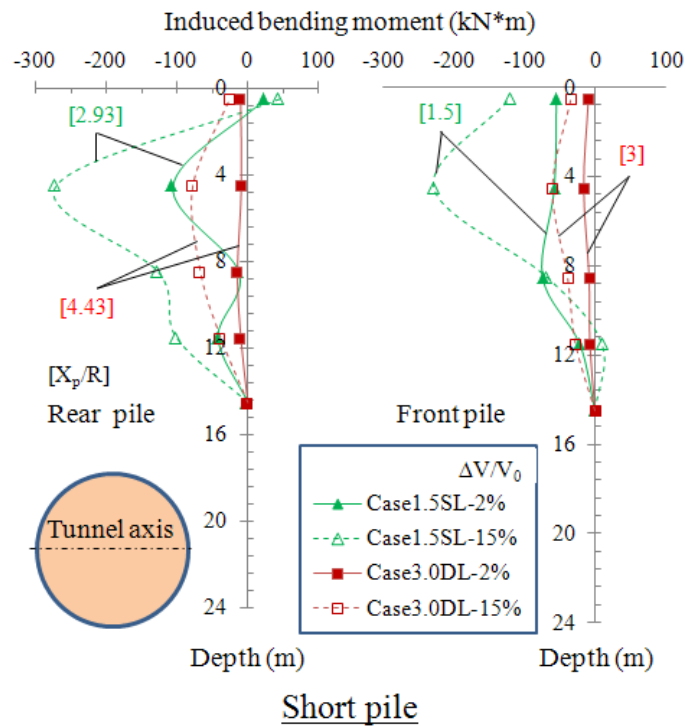 Induced bending moment (kN*m)
-300 -200 -100 0 100
-300 -200 -100 0 100
0
4
8
12
16
20
24
0
4
8
12
16
20
24
[2.93]
[4.43]
[1.5]
[3]
[Xp/R]
Rear pile
Front pile
Tunnel axis
ΔV/V0
Case1.5SL-2%
Case1.5SL-15%
Case3.0DL-2%
Case3.0DL-15%
Depth (m)
Depth (m)
Short pile